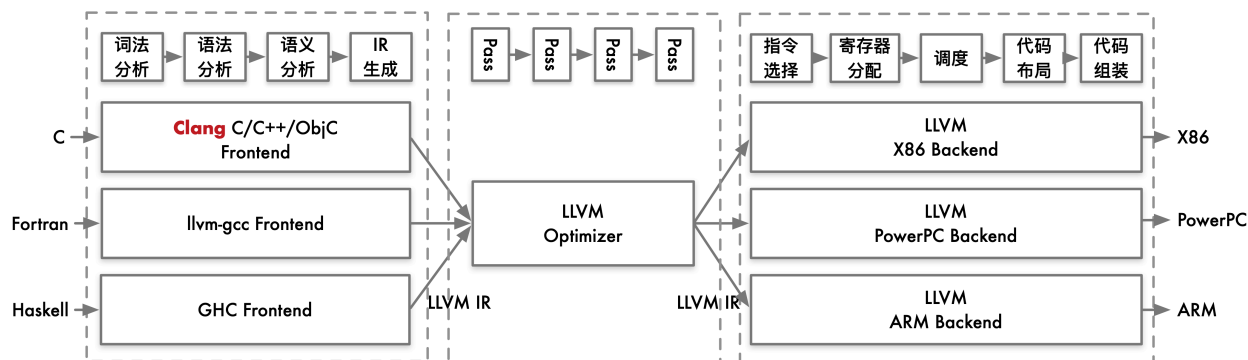 词法
分析
语法
分析
语义
分析
IR
生成
Pass
Pass
Pass
Pass
指令
选择
寄存器
分配
调度
代码
布局
代码
组装
C
Clang C/C++/ObjC
Frontend
LLVM
X86 Backend
X86
Fortran
llvm-gcc Frontend
LLVM
Optimizer
LLVM
PowerPC Backend
PowerPC
Haskell
GHC Frontend
LLVM IR
LLVM IR
LLVM
ARM Backend
ARM